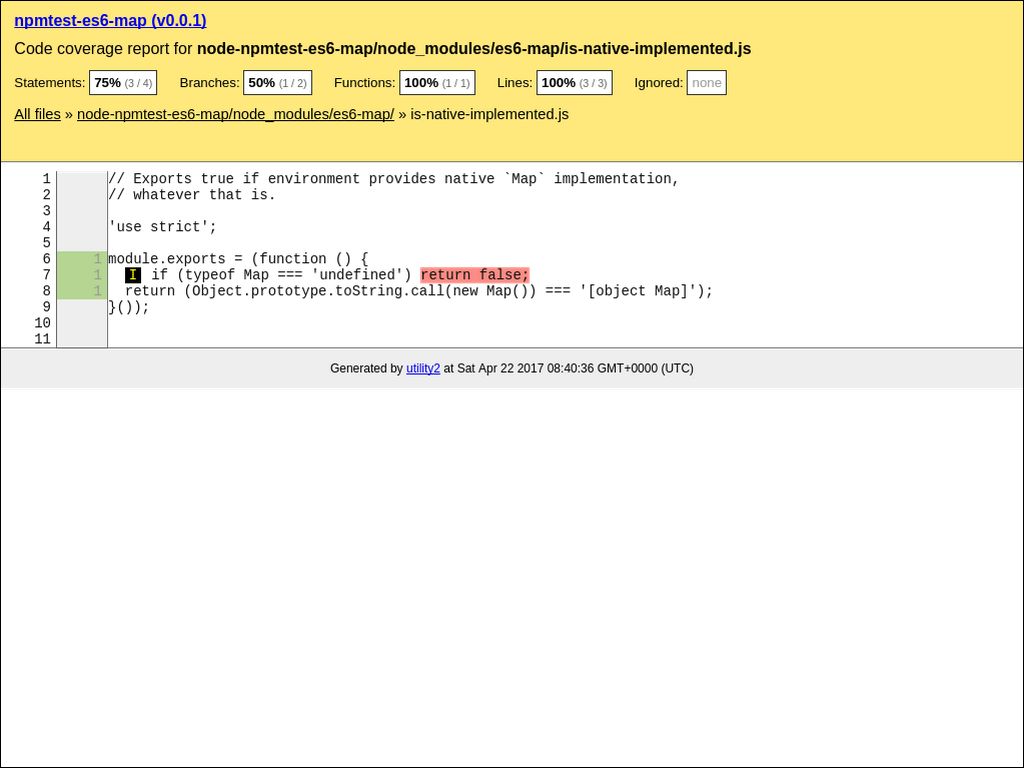 npmtest-es6-map (v0.0.1)
Code coverage report for node-npmtest-es6-map/node_modules/es6-map/is-native-implemented.js
Statements: 75% (3 / 4) Branches: 50% (1 / 2) Functions: 100% (1 / 1) Lines: 100% (3 / 3) Ignored: none
All files » node-npmtest-es6-map/node_modules/es6-map/ » is-native-implemented.js
1 // Exports true if environment provides native `Map` implementation,
2 // whatever that is.
3
4 'use strict';
5
6 1 module.exports = (function () {
7 1 I if (typeof Map === 'undefined') return false;
8 1 return (Object.prototype.toString.call(new Map()) === '[object Map]');
9 }());
10
11
Generated by utility2 at Sat Apr 22 2017 08:40:36 GMT+0000 (UTC)